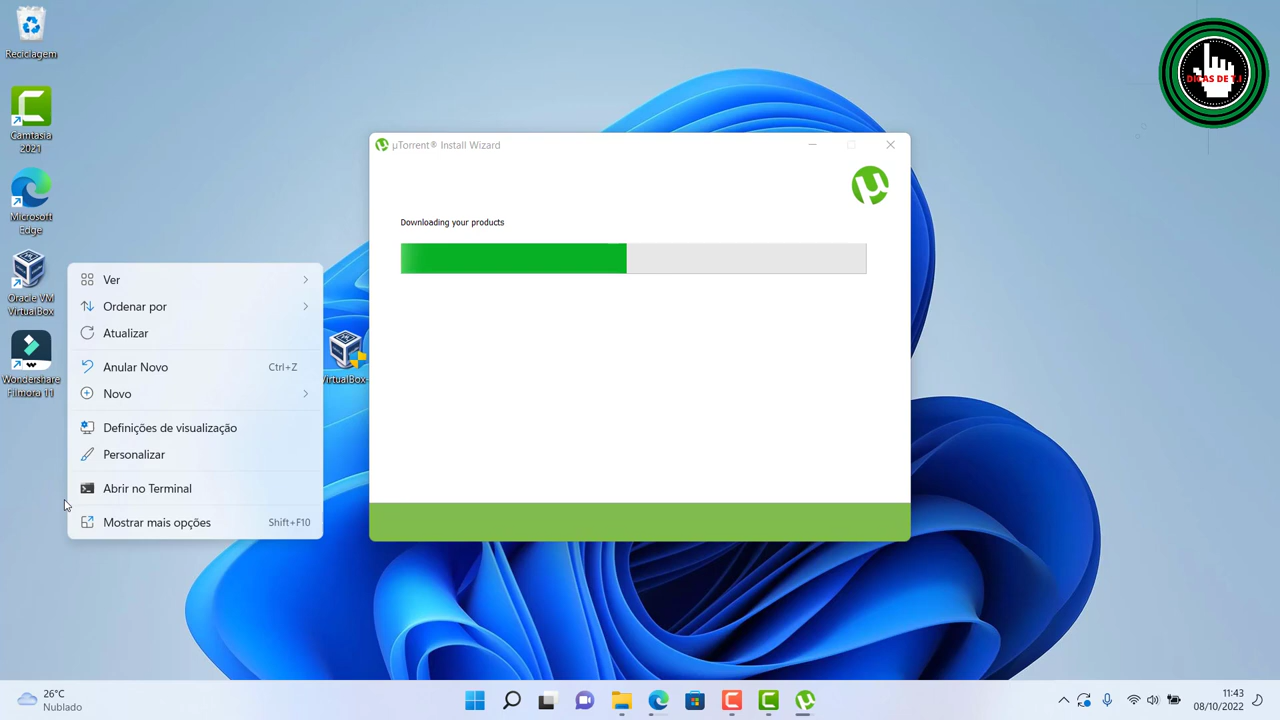 Reciclagem
Camtasia
2021
Microsoft
Edge
Oracle VM
VirtualBox
Wondershare
Filmora 11
Ver
Ordenar por
Atualizar
Anular Novo Ctrl+Z
Novo
Definições de visualização
Personalizar
Abrir no Terminal
Mostrar mais opções Shift+F10
VirtualBox-
µTorrent® Install Wizard
µ
Downloading your products
DICAS DE T.I
26°C
Nublado
11:43
08/10/2022